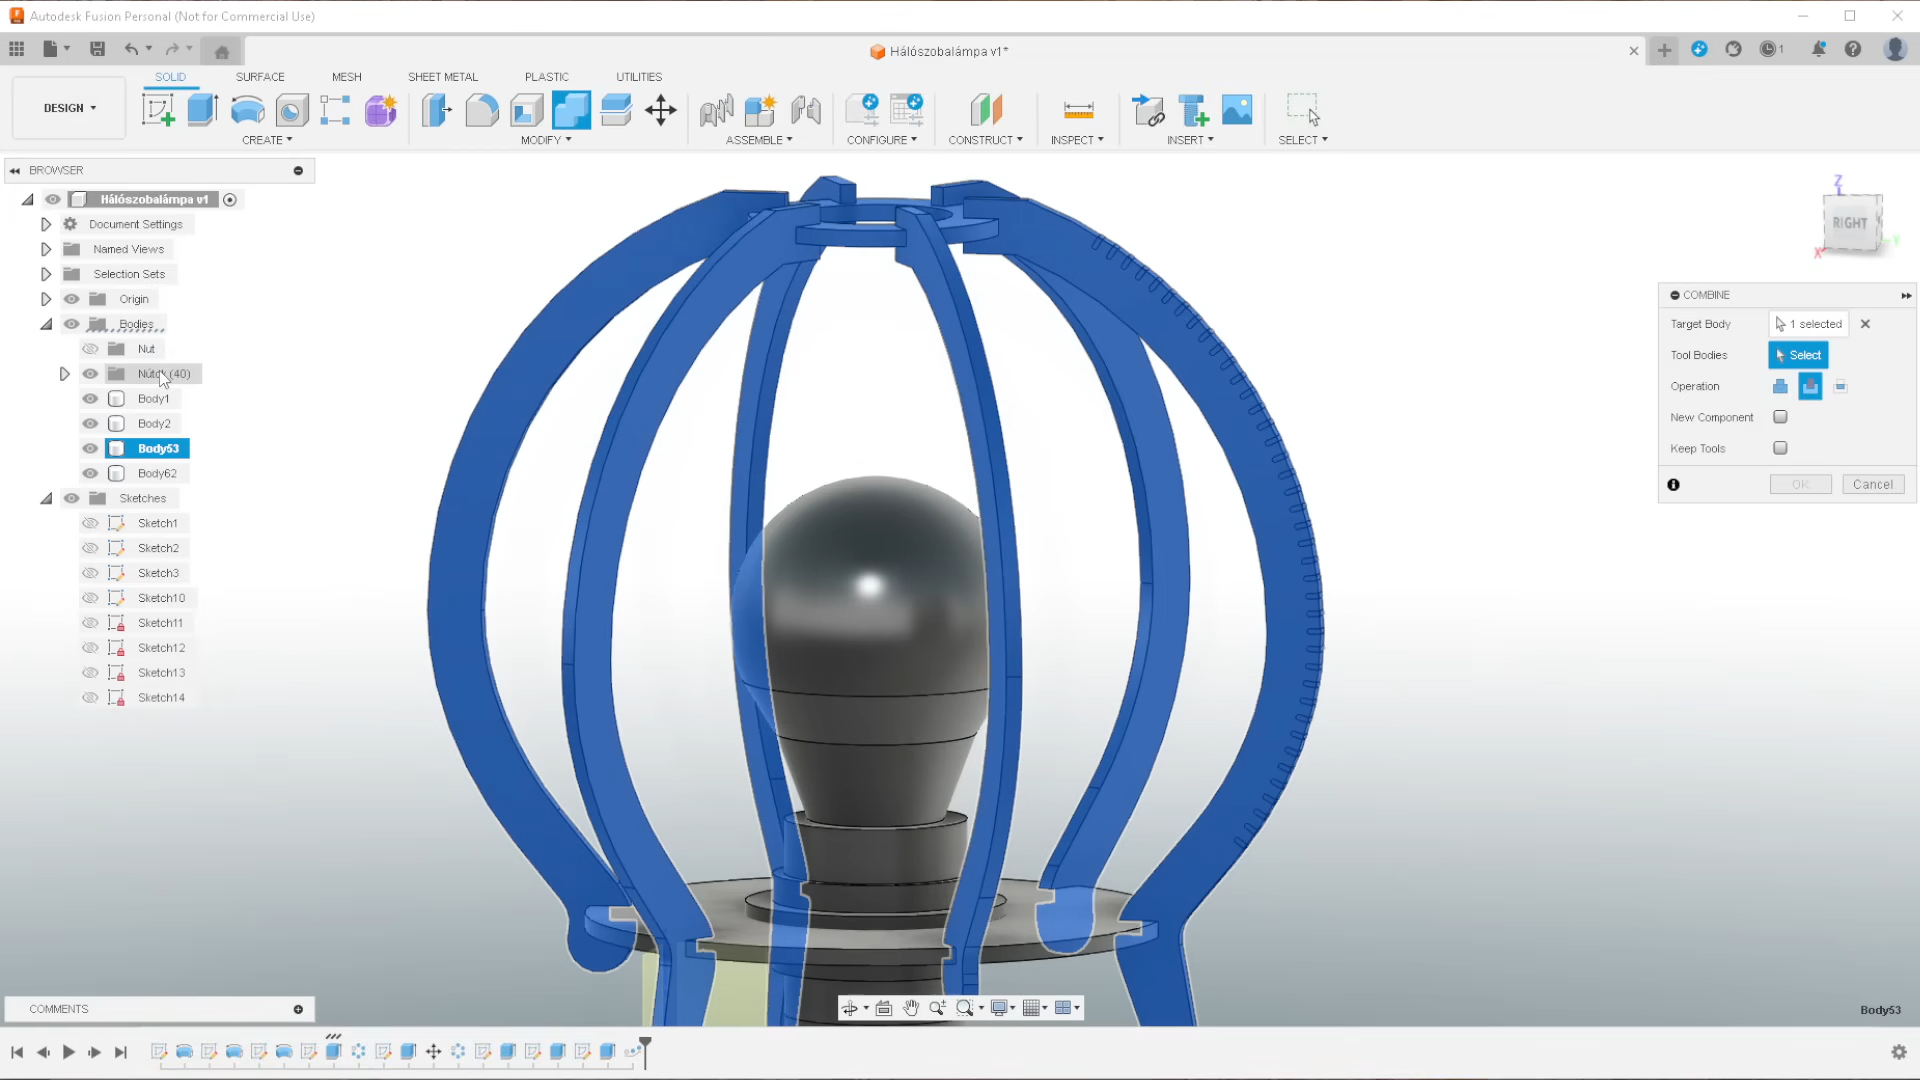 Autodesk Fusion Personal (Not for Commercial Use)
Hálószobalámpa v1*
1
SOLID SURFACE MESH SHEET METAL PLASTIC UTILITIES
DESIGN
CREATE MODIFY ASSEMBLE CONFIGURE CONSTRUCT INSPECT INSERT SELECT
BROWSER
Hálószobalámpa v1
Document Settings
Named Views
Selection Sets
Origin
Bodies
Nut
(40)
Body1
Body2
Body53
Body62
Sketches
Sketch1
Sketch2
Sketch3
Sketch10
Sketch11
Sketch12
Sketch13
Sketch14
Z
RIGHT
X
Y
COMBINE
Target Body 1 selected
Tool Bodies Select
Operation
New Component
Keep Tools
OK Cancel
COMMENTS
Body53